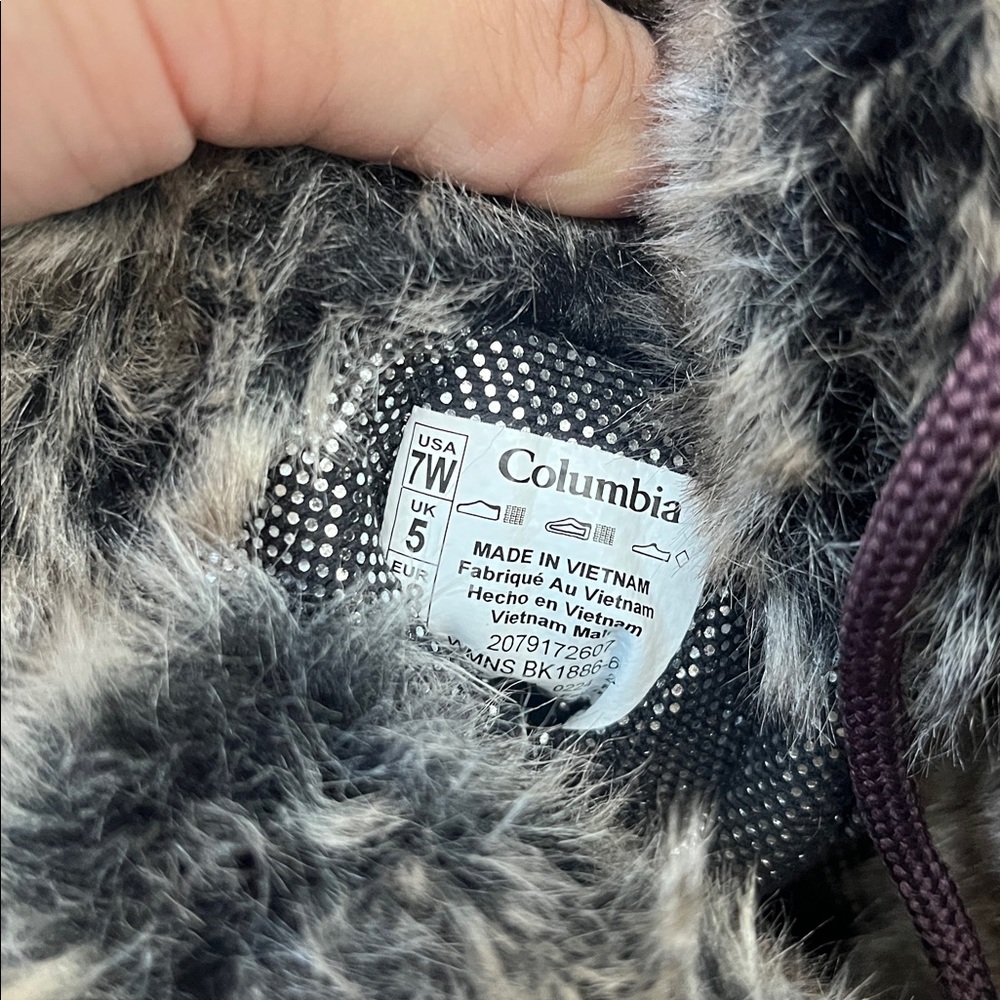 USA
7W
UK
5
EUR
Columbia
MADE IN VIETNAM
Fabriqué Au Vietnam
Hecho en Vietnam
Vietnam
2079172607
WMNS BK1886-6